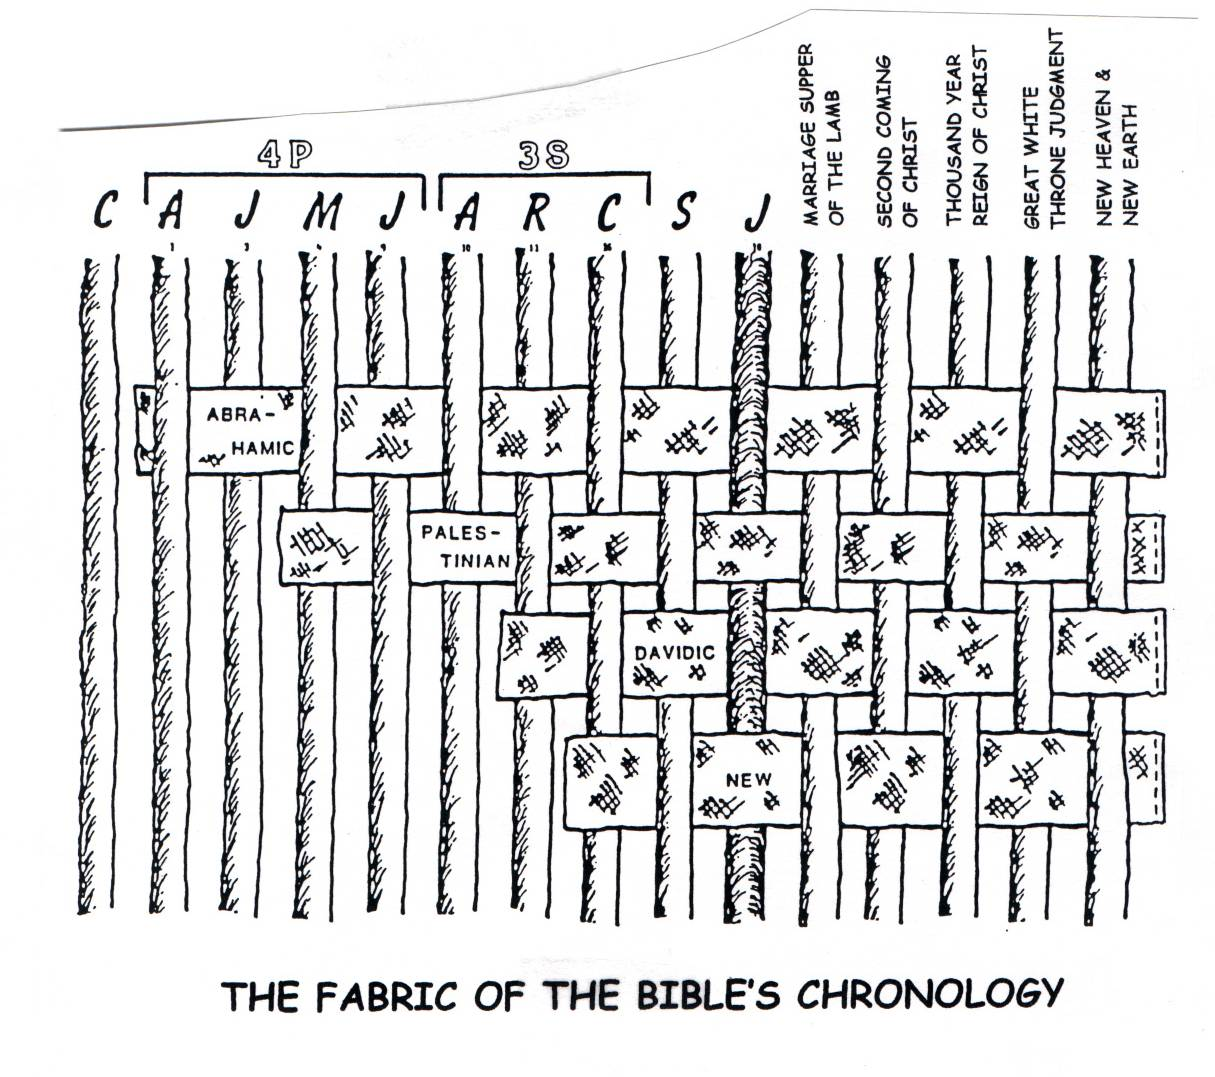 4P 3S
C A J M J A R C S J
MARRIAGE SUPPER
OF THE LAMB
SECOND COMING
OF CHRIST
THOUSAND YEAR
REIGN OF CHRIST
GREAT WHITE
THRONE JUDGMENT
NEW HEAVEN &
NEW EARTH
ABRA-
HAMIC
PALES-
TINIAN
DAVIDIC
NEW
THE FABRIC OF THE BIBLE'S CHRONOLOGY